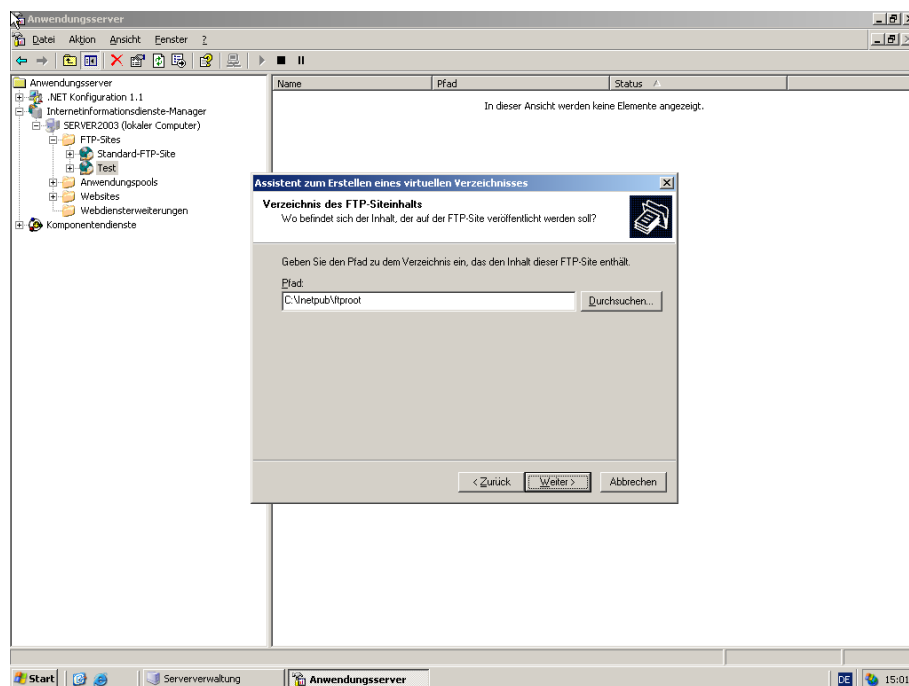 Anwendungsserver
Datei Aktion Ansicht Fenster ?
Anwendungsserver
.NET Konfiguration 1.1
Internetinformationsdienste-Manager
SERVER2003 (lokaler Computer)
FTP-Sites
Standard-FTP-Site
Test
Anwendungspools
Websites
Webdiensterweiterungen
Komponentendienste
Name Pfad Status
In dieser Ansicht werden keine Elemente angezeigt.
Assistent zum Erstellen eines virtuellen Verzeichnisses
Verzeichnis des FTP-Siteinhalts
Wo befindet sich der Inhalt, der auf der FTP-Site veröffentlicht werden soll?
Geben Sie den Pfad zu dem Verzeichnis ein, das den Inhalt dieser FTP-Site enthält.
Pfad:
C:\Inetpub\ftproot
Durchsuchen...
< Zurück Weiter > Abbrechen
Start Serververwaltung Anwendungsserver DE 15:01